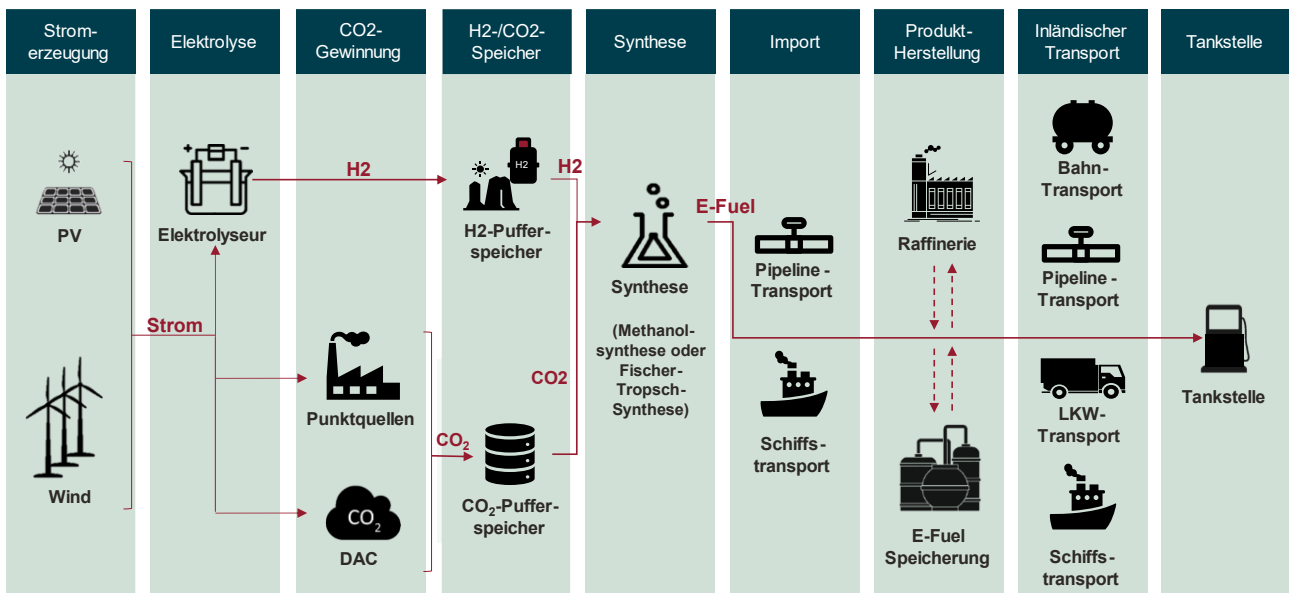 Strom-
erzeugung
Elektrolyse
CO2-
Gewinnung
H2-/CO2-
Speicher
Synthese
Import
Produkt-
Herstellung
Inländischer
Transport
Tankstelle
PV
Strom
Wind
Elektrolyseur
H2
Punktquellen
CO2
DAC
CO₂
H2
H2-Puffer-
speicher
CO₂-Puffer-
speicher
H2
CO2
Synthese
(Methanol-
synthese oder
Fischer-
Tropsch-
Synthese)
E-Fuel
Pipeline -
Transport
Schiffs-
transport
Raffinerie
E-Fuel
Speicherung
Bahn-
Transport
Pipeline -
Transport
LKW-
Transport
Schiffs-
transport
Tankstelle